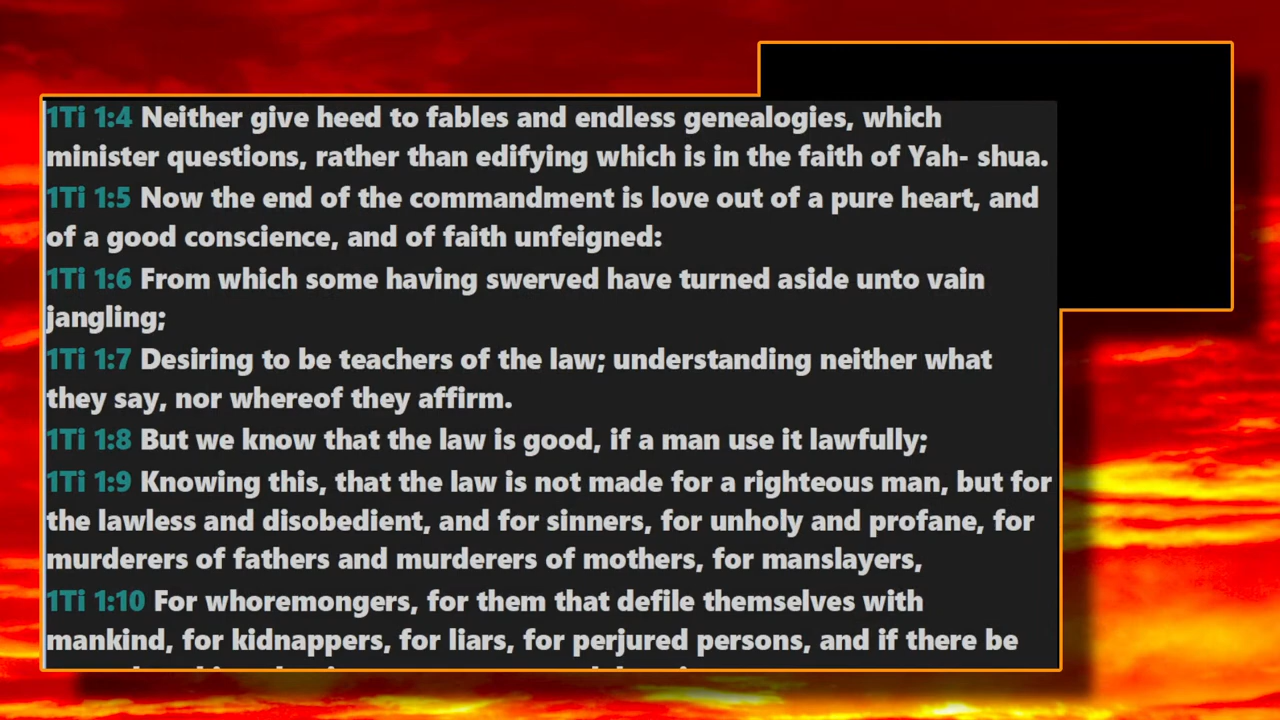 1Ti 1:4 Neither give heed to fables and endless genealogies, which
minister questions, rather than edifying which is in the faith of Yah- shua.
1Ti 1:5 Now the end of the commandment is love out of a pure heart, and
of a good conscience, and of faith unfeigned:
1Ti 1:6 From which some having swerved have turned aside unto vain
jangling;
1Ti 1:7 Desiring to be teachers of the law; understanding neither what
they say, nor whereof they affirm.
1Ti 1:8 But we know that the law is good, if a man use it lawfully;
1Ti 1:9 Knowing this, that the law is not made for a righteous man, but for
the lawless and disobedient, and for sinners, for unholy and profane, for
murderers of fathers and murderers of mothers, for manslayers,
1Ti 1:10 For whoremongers, for them that defile themselves with
mankind, for kidnappers, for liars, for perjured persons, and if there be